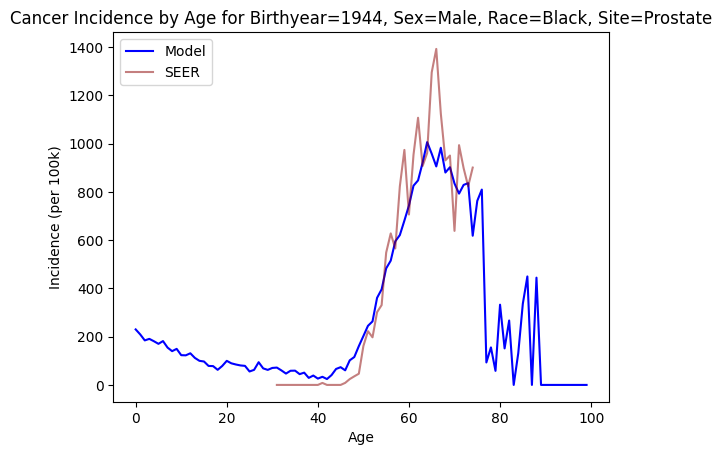 Cancer Incidence by Age for Birthyear=1944, Sex=Male, Race=Black, Site=Prostate
Model
SEER
1400
1200
1000
800
600
400
200
0
Incidence (per 100k)
0 20 40 60 80 100
Age